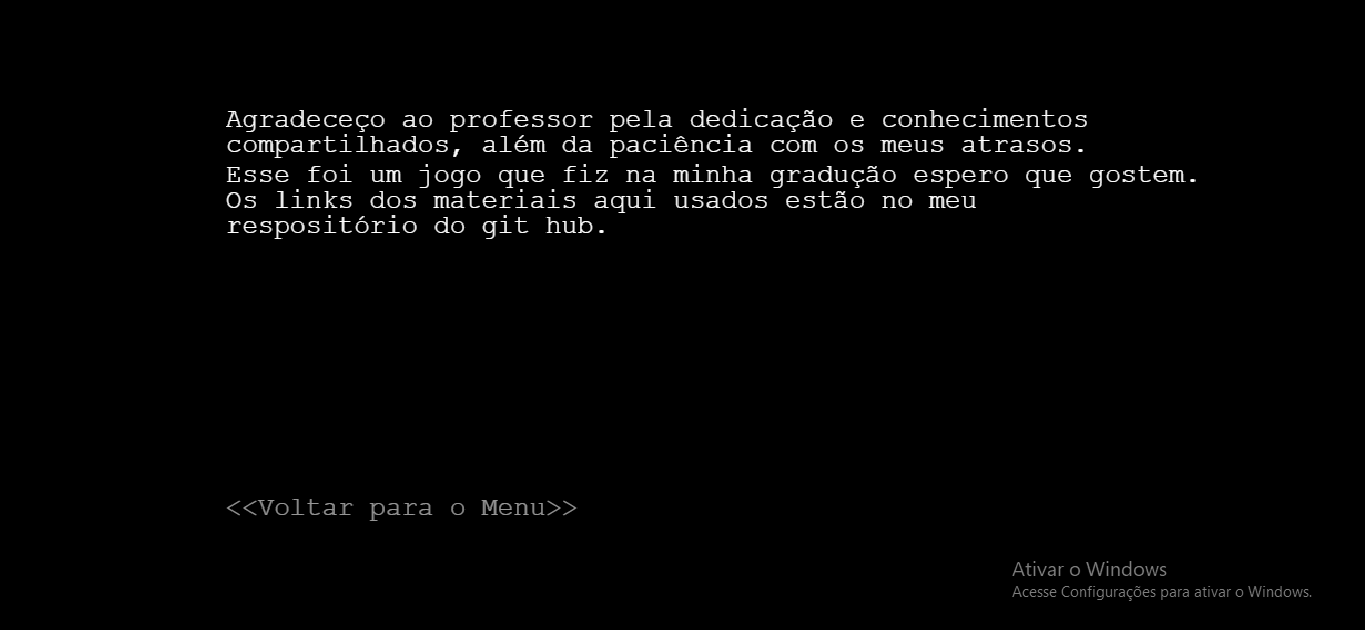 Agradeceço ao professor pela dedicação e conhecimentos
compartilhados, além da paciência com os meus atrasos.
Esse foi um jogo que fiz na minha gradução espero que gostem.
Os links dos materiais aqui usados estão no meu
respositório do git hub.
<<Voltar para o Menu>>
Ativar o Windows
Acesse Configurações para ativar o Windows.